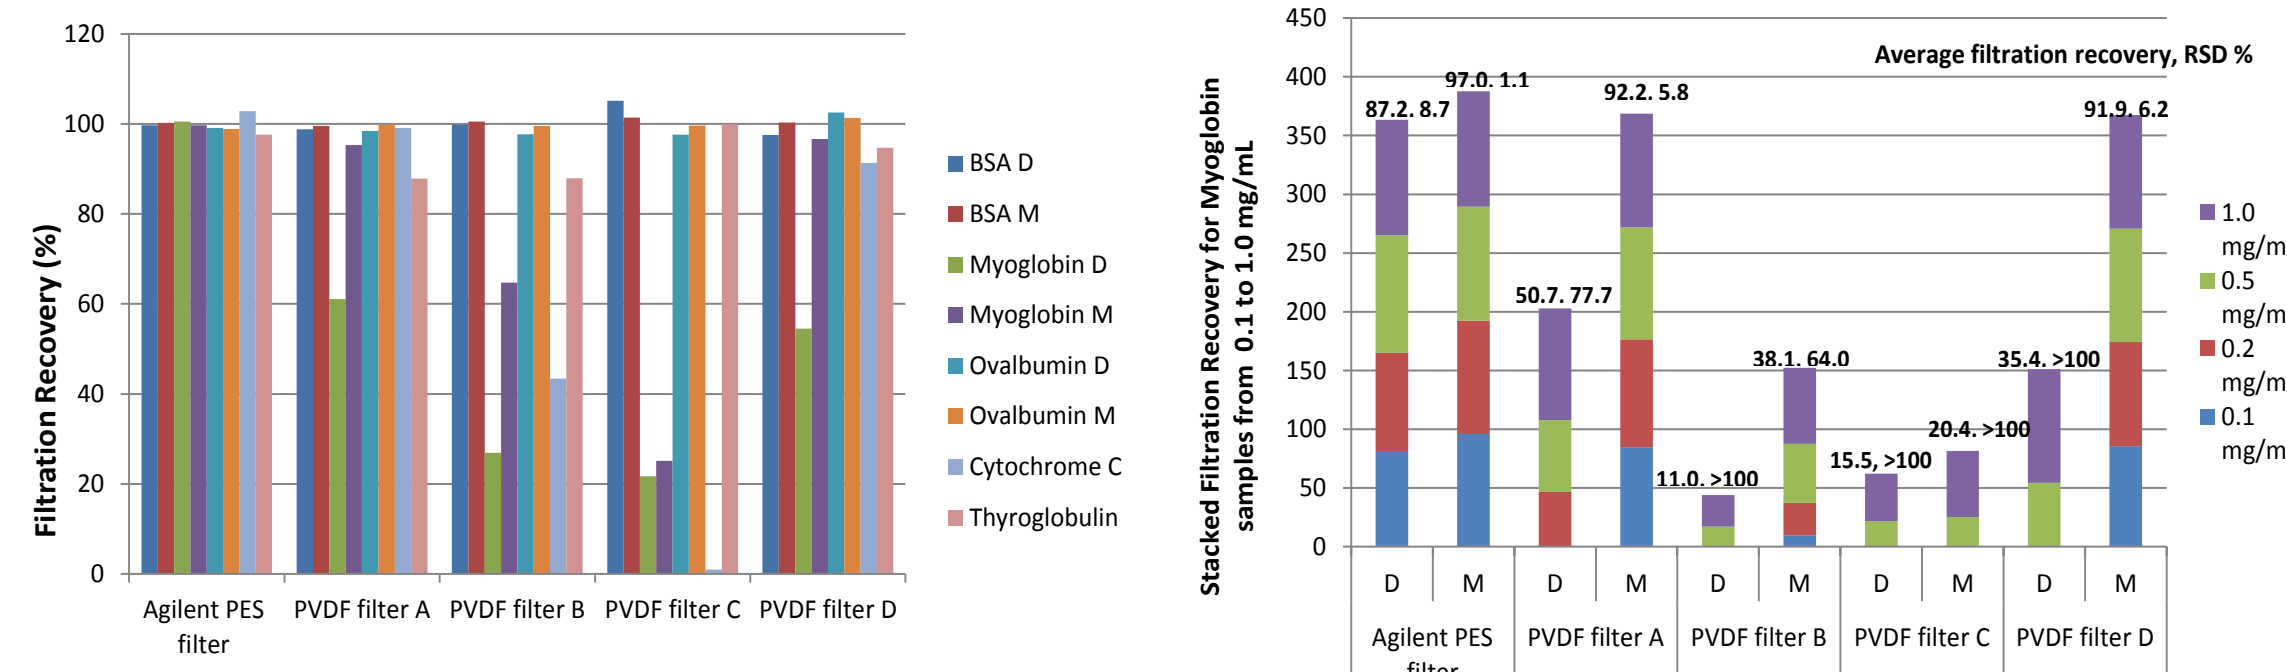 120
100
80
60
40
20
0
Filtration Recovery (%)
Agilent PES
filter
PVDF filter A
PVDF filter B
PVDF filter C
PVDF filter D
BSA D
BSA M
Myoglobin D
Myoglobin M
Ovalbumin D
Ovalbumin M
Cytochrome C
Thyroglobulin
Stacked Filtration Recovery for Myoglobin
samples from 0.1 to 1.0 mg/mL
450
400
350
300
250
200
150
100
50
0
Average filtration recovery, RSD %
87.2. 8.7
97.0. 1.1
50.7. 77.7
92.2. 5.8
11.0. >100
38.1. 64.0
15.5, >100
20.4. >100
35.4. >100
91.9. 6.2
D M D M D M D M D M
Agilent PES
filter
PVDF filter A
PVDF filter B
PVDF filter C
PVDF filter D
1.0
mg/m
0.5
mg/m
0.2
mg/m
0.1
mg/m